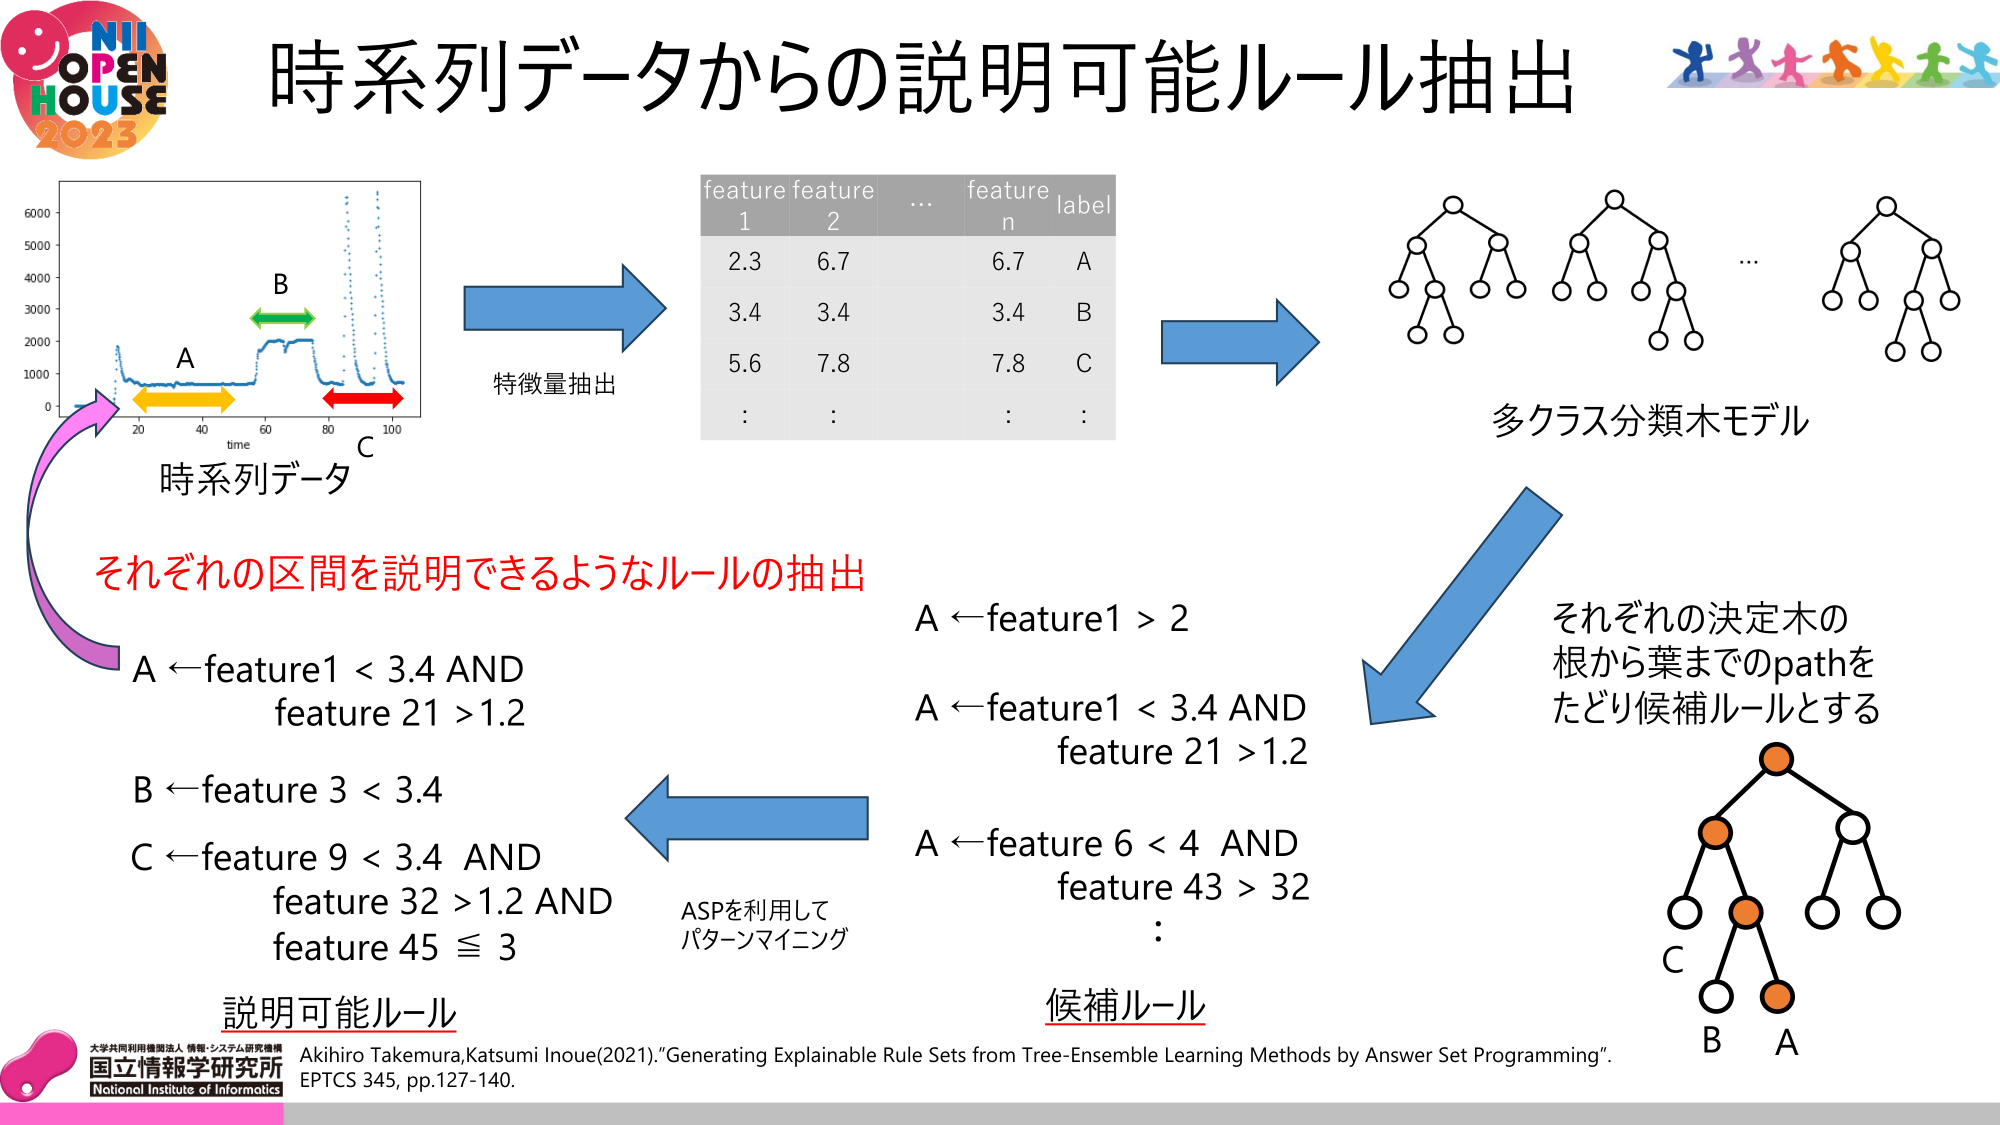 NII
OPEN
HOUSE
2023
時系列データからの説明可能ルール抽出
6000
5000
4000
3000
2000
1000
0
B
A
20 40 60 80 100
time
C
時系列データ
特徴量抽出
feature 1 feature 2 … feature n label
2.3 6.7 6.7 A
3.4 3.4 3.4 B
5.6 7.8 7.8 C
: : : :
…
多クラス分類木モデル
それぞれの区間を説明できるようなルールの抽出
A ←feature1 < 3.4 AND
feature 21 >1.2
B ←feature 3 < 3.4
C ←feature 9 < 3.4 AND
feature 32 >1.2 AND
feature 45 ≦ 3
説明可能ルール
ASPを利用して
パターンマイニング
A ←feature1 > 2
A ←feature1 < 3.4 AND
feature 21 >1.2
A ←feature 6 < 4 AND
feature 43 > 32
:
候補ルール
それぞれの決定木の
根から葉までのpathを
たどり候補ルールとする
C
B A
大学共同利用機関法人 情報・システム研究機構
国立情報学研究所
National Institute of Informatics
Akihiro Takemura,Katsumi Inoue(2021)."Generating Explainable Rule Sets from Tree-Ensemble Learning Methods by Answer Set Programming".
EPTCS 345, pp.127-140.